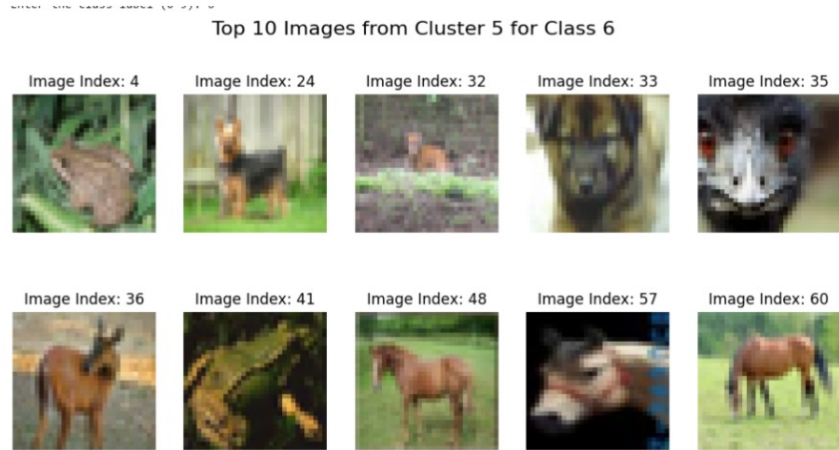 Top 10 Images from Cluster 5 for Class 6
Image Index: 4
Image Index: 24
Image Index: 32
Image Index: 33
Image Index: 35
Image Index: 36
Image Index: 41
Image Index: 48
Image Index: 57
Image Index: 60